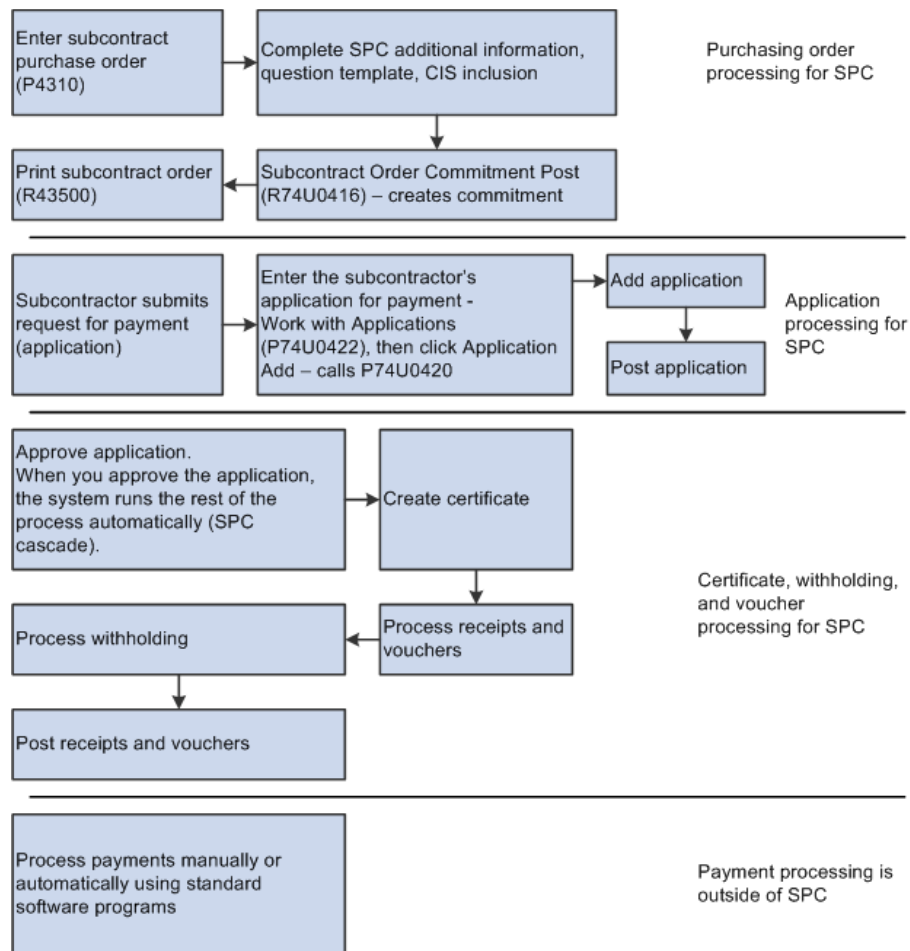 Enter subcontract
purchase order
(P4310)
Complete SPC additional information,
question template, CIS inclusion
Purchasing order
processing for SPC
Print subcontract order
(R43500)
Subcontract Order Commitment Post
(R74U0416) – creates commitment
Subcontractor submits
request for payment
(application)
Enter the subcontractor's
application for payment -
Work with Applications
(P74U0422), then click Application
Add – calls P74U0420
Add application
Post application
Application
processing for
SPC
Approve application.
When you approve the application,
the system runs the rest of the
process automatically (SPC
cascade).
Create certificate
Certificate, withholding,
and voucher
processing for SPC
Process withholding
Process receipts and
vouchers
Post receipts and vouchers
Process payments manually or
automatically using standard
software programs
Payment processing is
outside of SPC